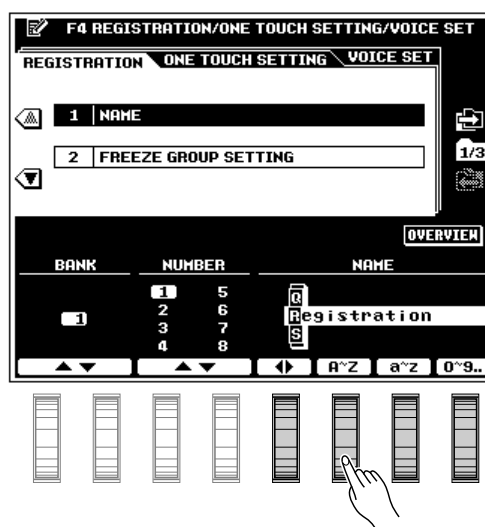 F4 REGISTRATION/ONE TOUCH SETTING/VOICE SET
REGISTRATION ONE TOUCH SETTING VOICE SET
1 NAME
2 FREEZE GROUP SETTING
1/3
OVERVIEW
BANK NUMBER NAME
1 5 Q
1 2 6 Registration
3 7 S
4 8
A~Z a~z 0~9..